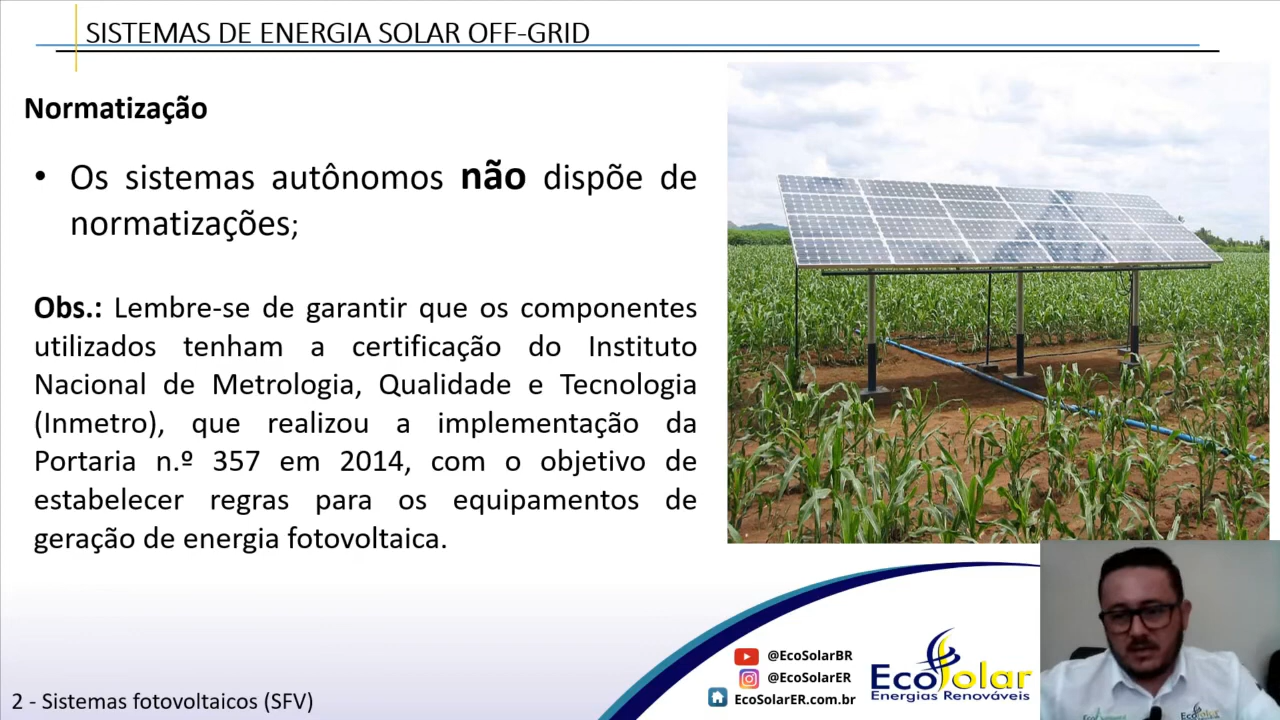 SISTEMAS DE ENERGIA SOLAR OFF-GRID
Normatização
• Os sistemas autônomos não dispõe de
normatizações;
Obs.: Lembre-se de garantir que os componentes
utilizados tenham a certificação do Instituto
Nacional de Metrologia, Qualidade e Tecnologia
(Inmetro), que realizou a implementação da
Portaria n.º 357 em 2014, com o objetivo de
estabelecer regras para os equipamentos de
geração de energia fotovoltaica.
@EcoSolarBR
@EcoSolarER
EcoSolarER.com.br
EcoSolar
Energias Renováveis
2 - Sistemas fotovoltaicos (SFV)